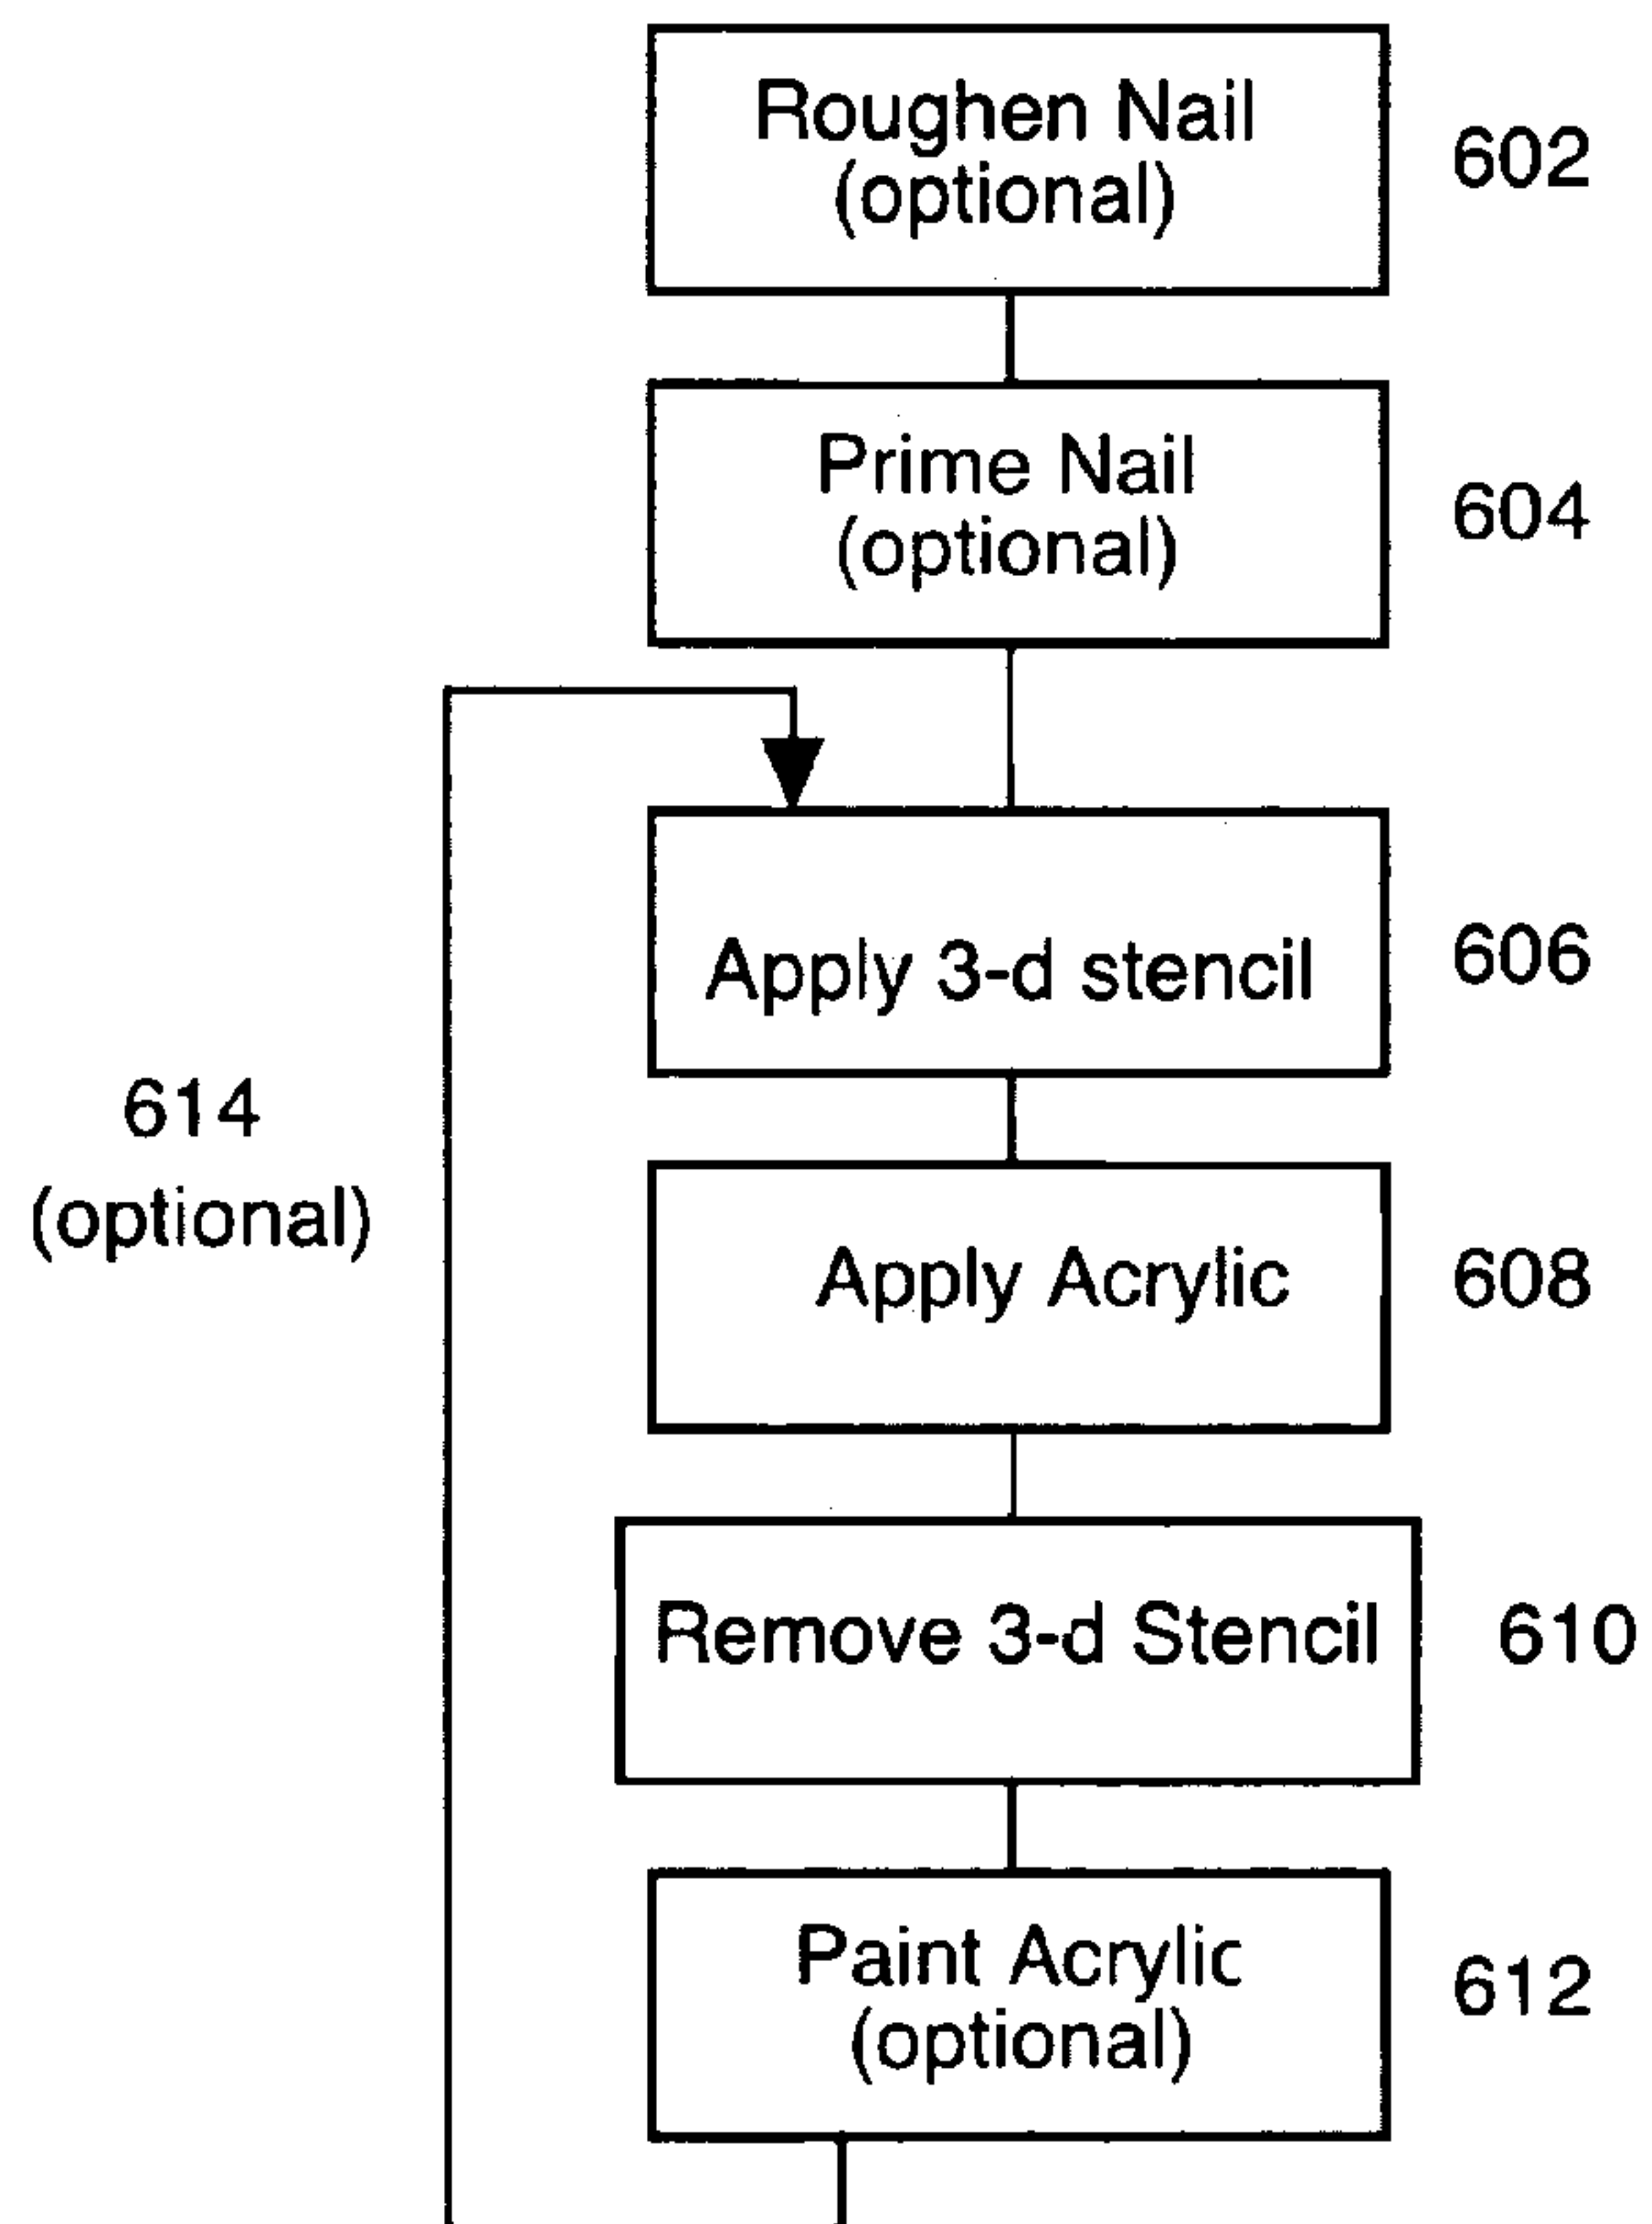 Roughen Nail
(optional)
602
Prime Nail
(optional)
604
Apply 3-d stencil
606
614
(optional)
Apply Acrylic
608
Remove 3-d Stencil
610
Paint Acrylic
(optional)
612